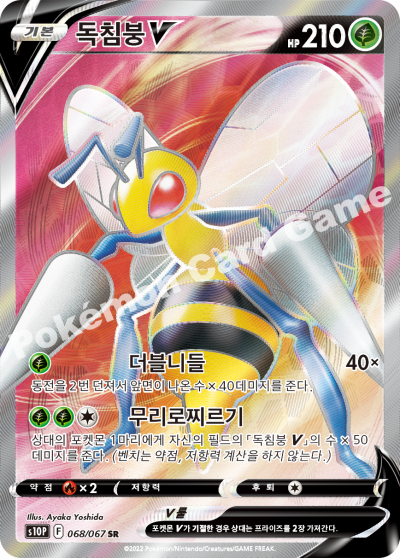 기본 독침붕 V HP 210
Pokémon Card Game
더블니들 40×
동전을 2번 던져서 앞면이 나온 수×40데미지를 준다.
무리로찌르기
상대의 포켓몬 1마리에게 자신의 필드의 「독침붕 V」의 수 × 50
데미지를 준다. (벤치는 약점, 저항력 계산을 하지 않는다.)
약점 ×2 저항력 후퇴
Illus. Ayaka Yoshida
s10P F 068/067 SR
V 룰
포켓몬 V가 기절한 경우 상대는 프라이즈를 2장 가져간다.
©2022 Pokémon/Nintendo/Creatures/GAME FREAK.